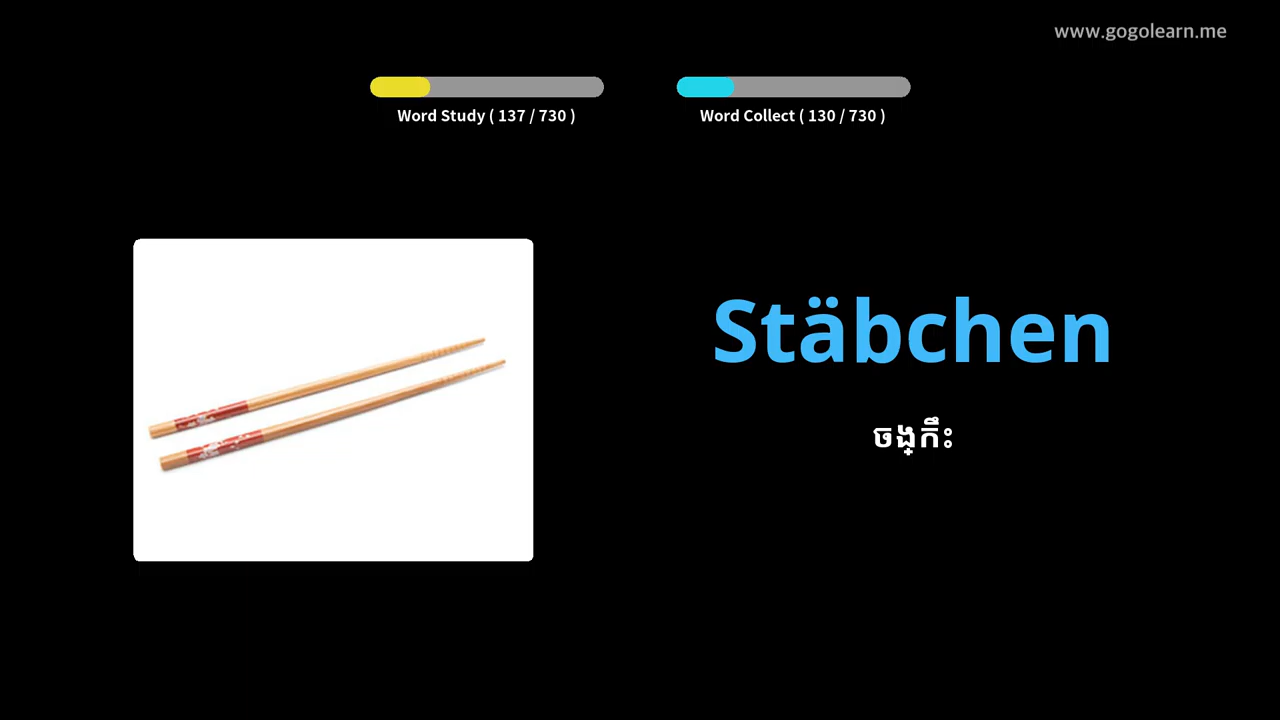 www.gogolearn.me
Word Study ( 137 / 730 )
Word Collect ( 130 / 730 )
Stäbchen
ចង្កឹះ